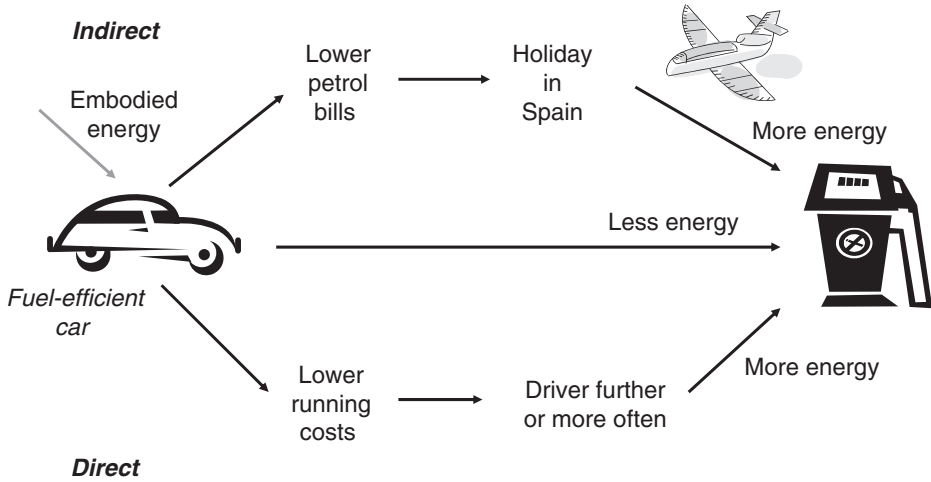 Indirect
Embodied
energy
Lower
petrol
bills
Holiday
in
Spain
More energy
Less energy
Fuel-efficient
car
Lower
running
costs
Driver further
or more often
More energy
Direct